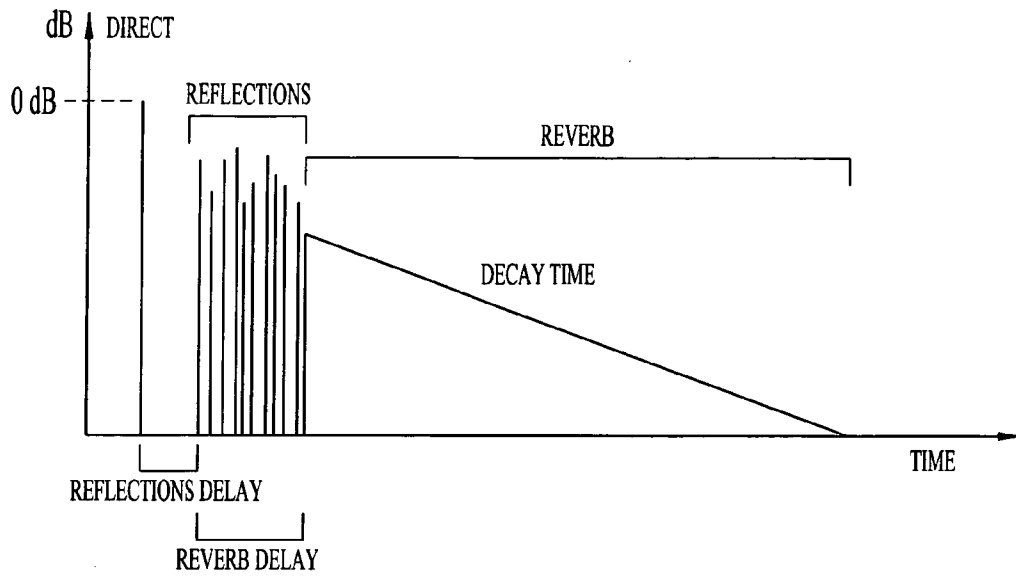 dB
DIRECT
REFLECTIONS
0 dB
REVERB
DECAY TIME
TIME
REFLECTIONS DELAY
REVERB DELAY